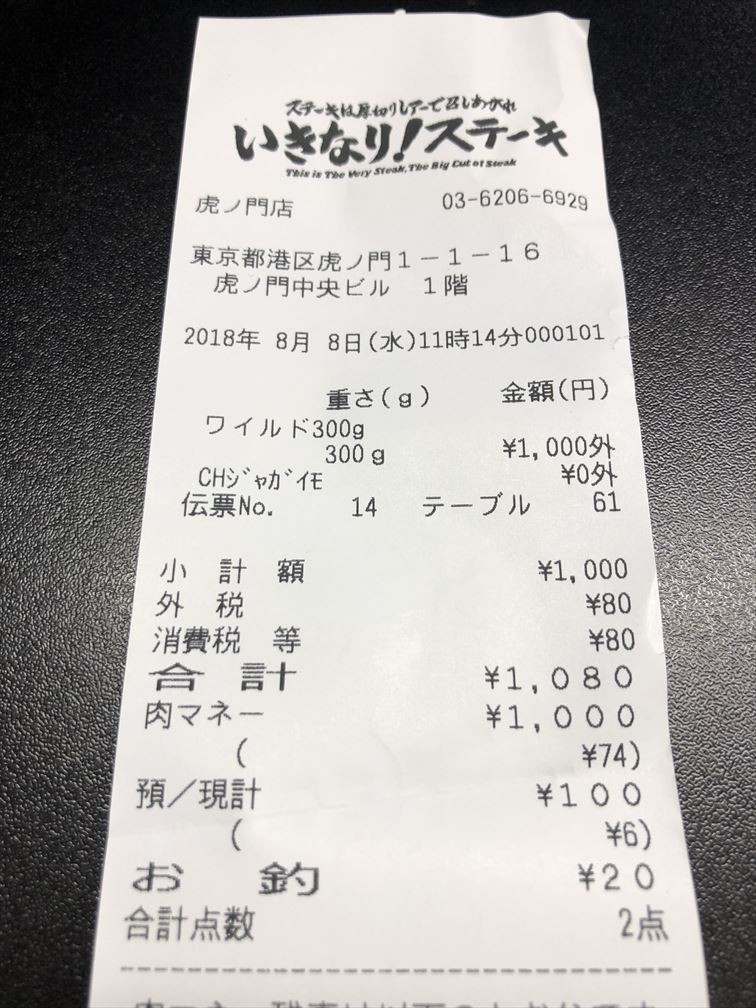 ステーキは厚切りレアーで召しあがれ
いきなり!ステーキ
This is The Very Steak, The Big Cut of Steak
虎ノ門店 03-6206-6929
東京都港区虎ノ門1-1-16
虎ノ門中央ビル 1階
2018年 8月 8日(水)11時14分000101
重さ(g) 金額(円)
ワイルド300g
300g ¥1,000外
CHｼﾞｬｶﾞｲﾓ ¥0外
伝票No. 14 テーブル 61
小計額 ¥1,000
外税 ¥80
消費税等 ¥80
合計 ¥1,080
肉マネー ¥1,000
( ¥74)
預/現計 ¥100
( ¥6)
お釣 ¥20
合計点数 2点